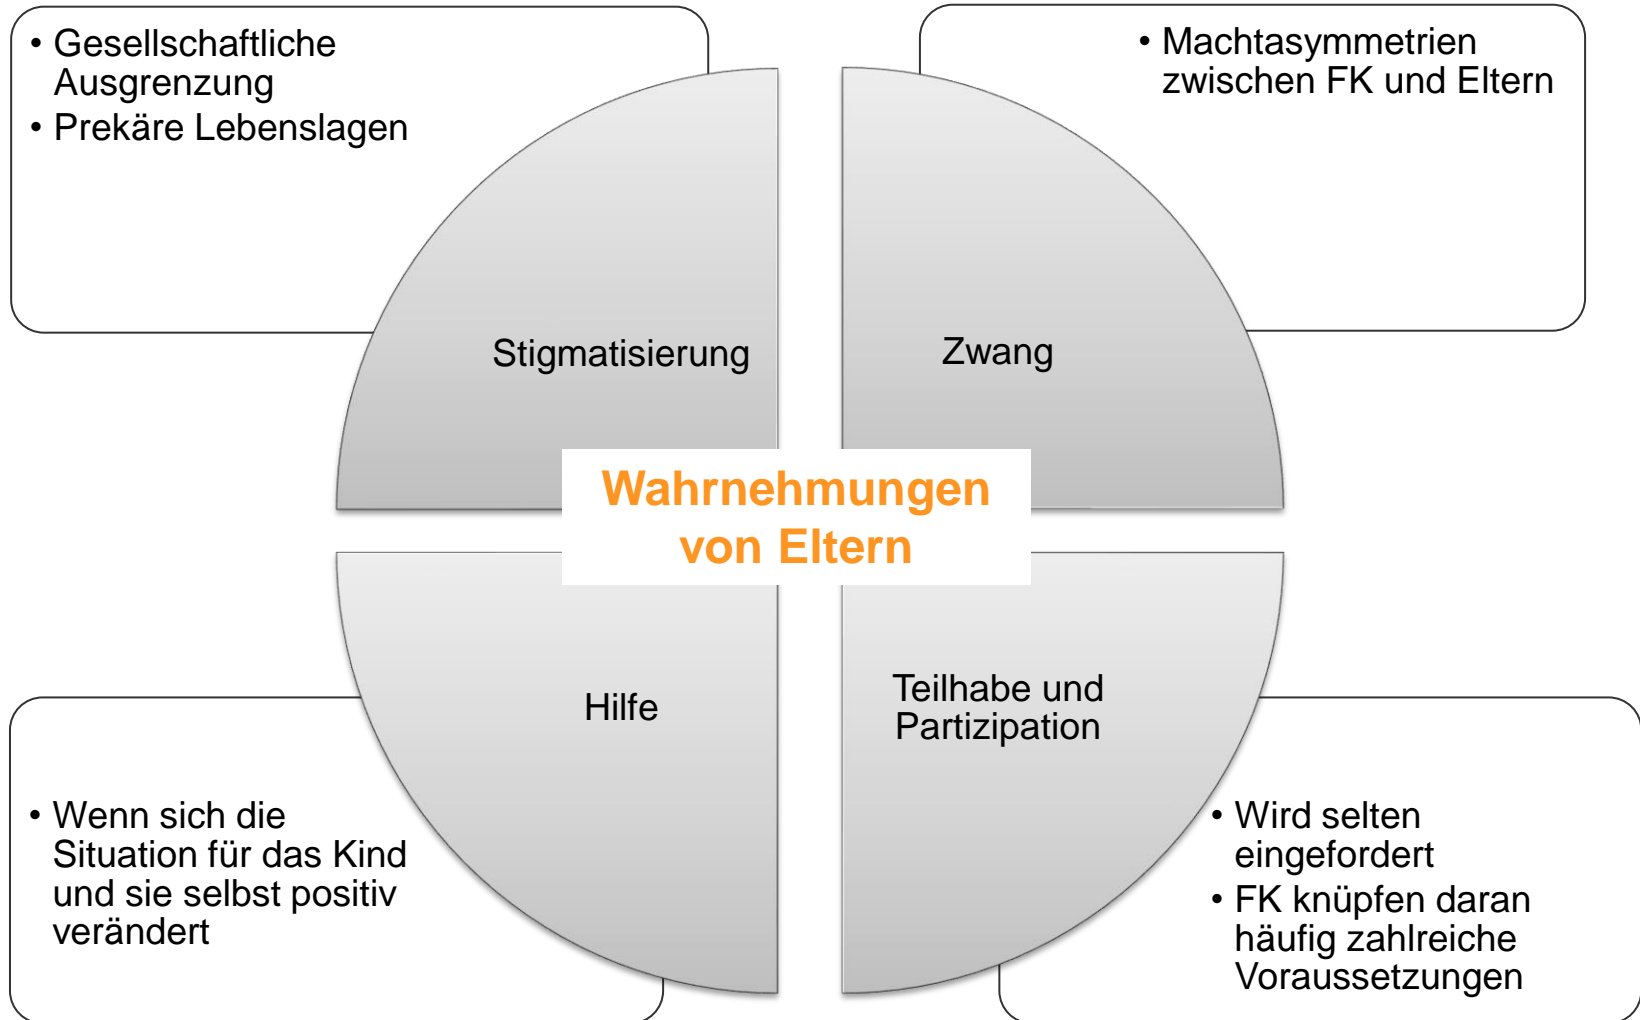 • Gesellschaftliche
Ausgrenzung
• Prekäre Lebenslagen
• Machtasymmetrien
zwischen FK und Eltern
Stigmatisierung
Zwang
Wahrnehmungen
von Eltern
Hilfe
Teilhabe und
Partizipation
• Wenn sich die
Situation für das Kind
und sie selbst positiv
verändert
• Wird selten
eingefordert
• FK knüpfen daran
häufig zahlreiche
Voraussetzungen